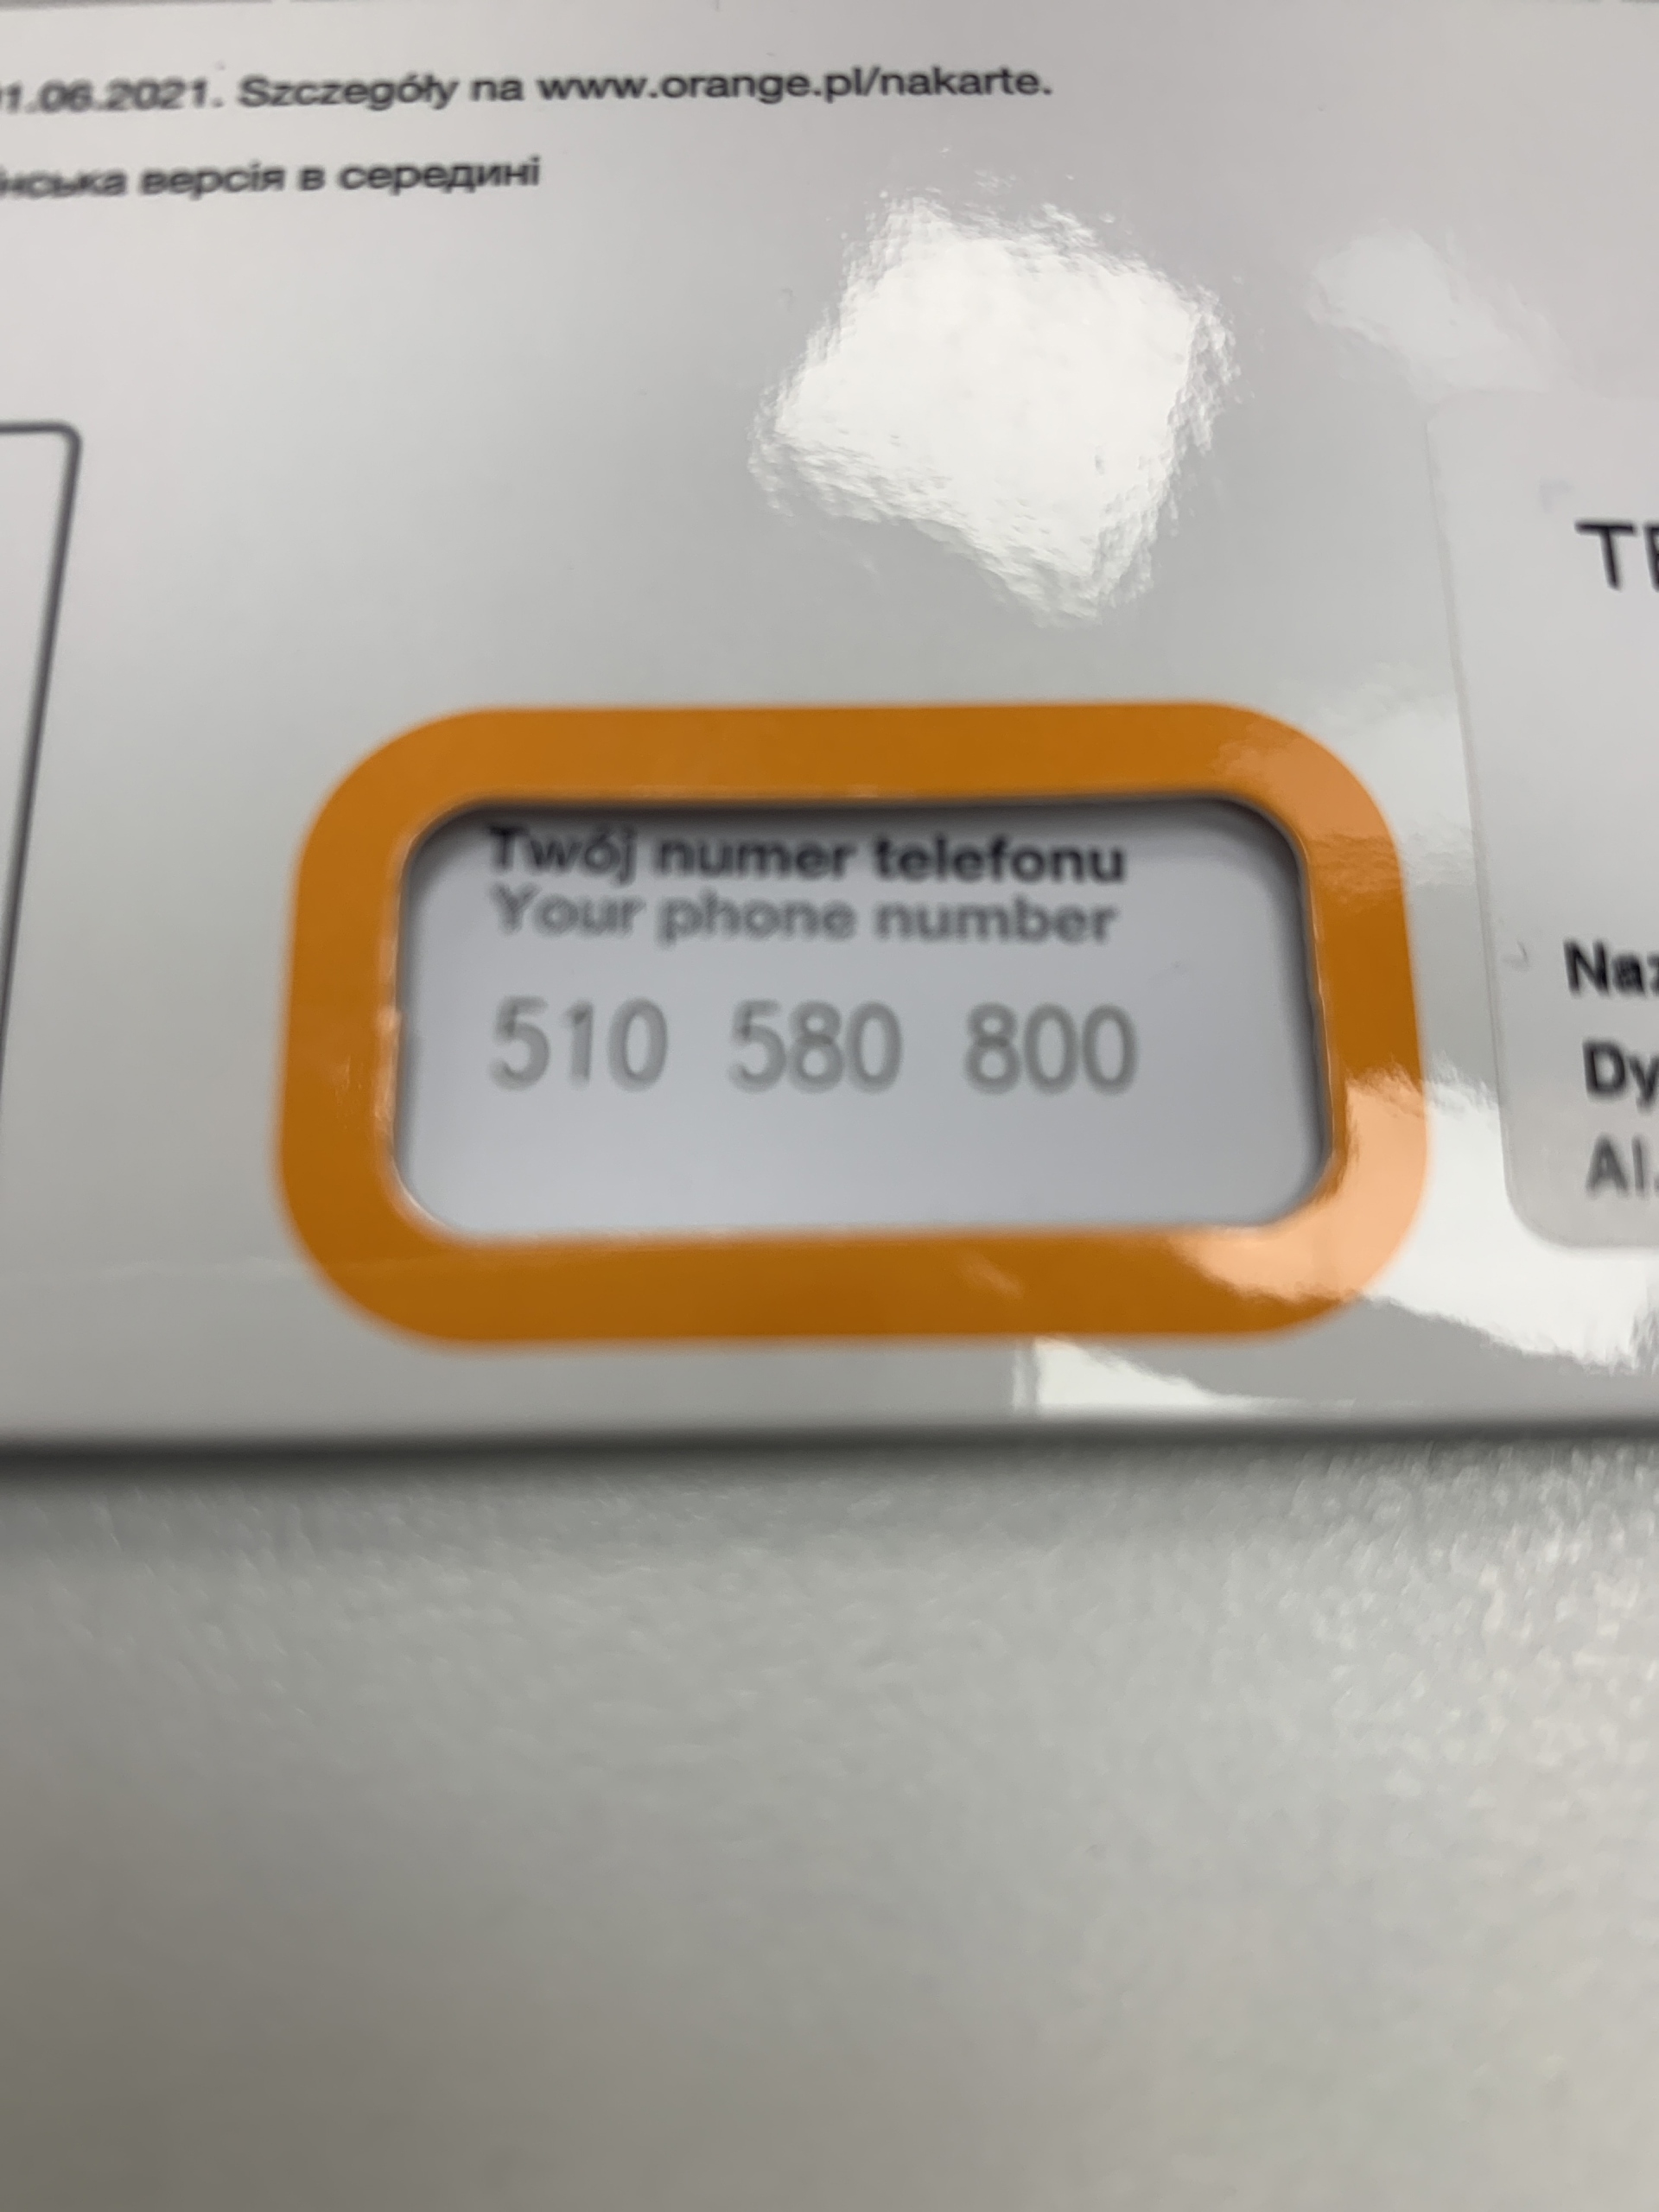 1.06.2021. Szczegóły na www.orange.pl/nakarte.
версія в середині
Twój numer telefonu
Your phone number
510 580 800